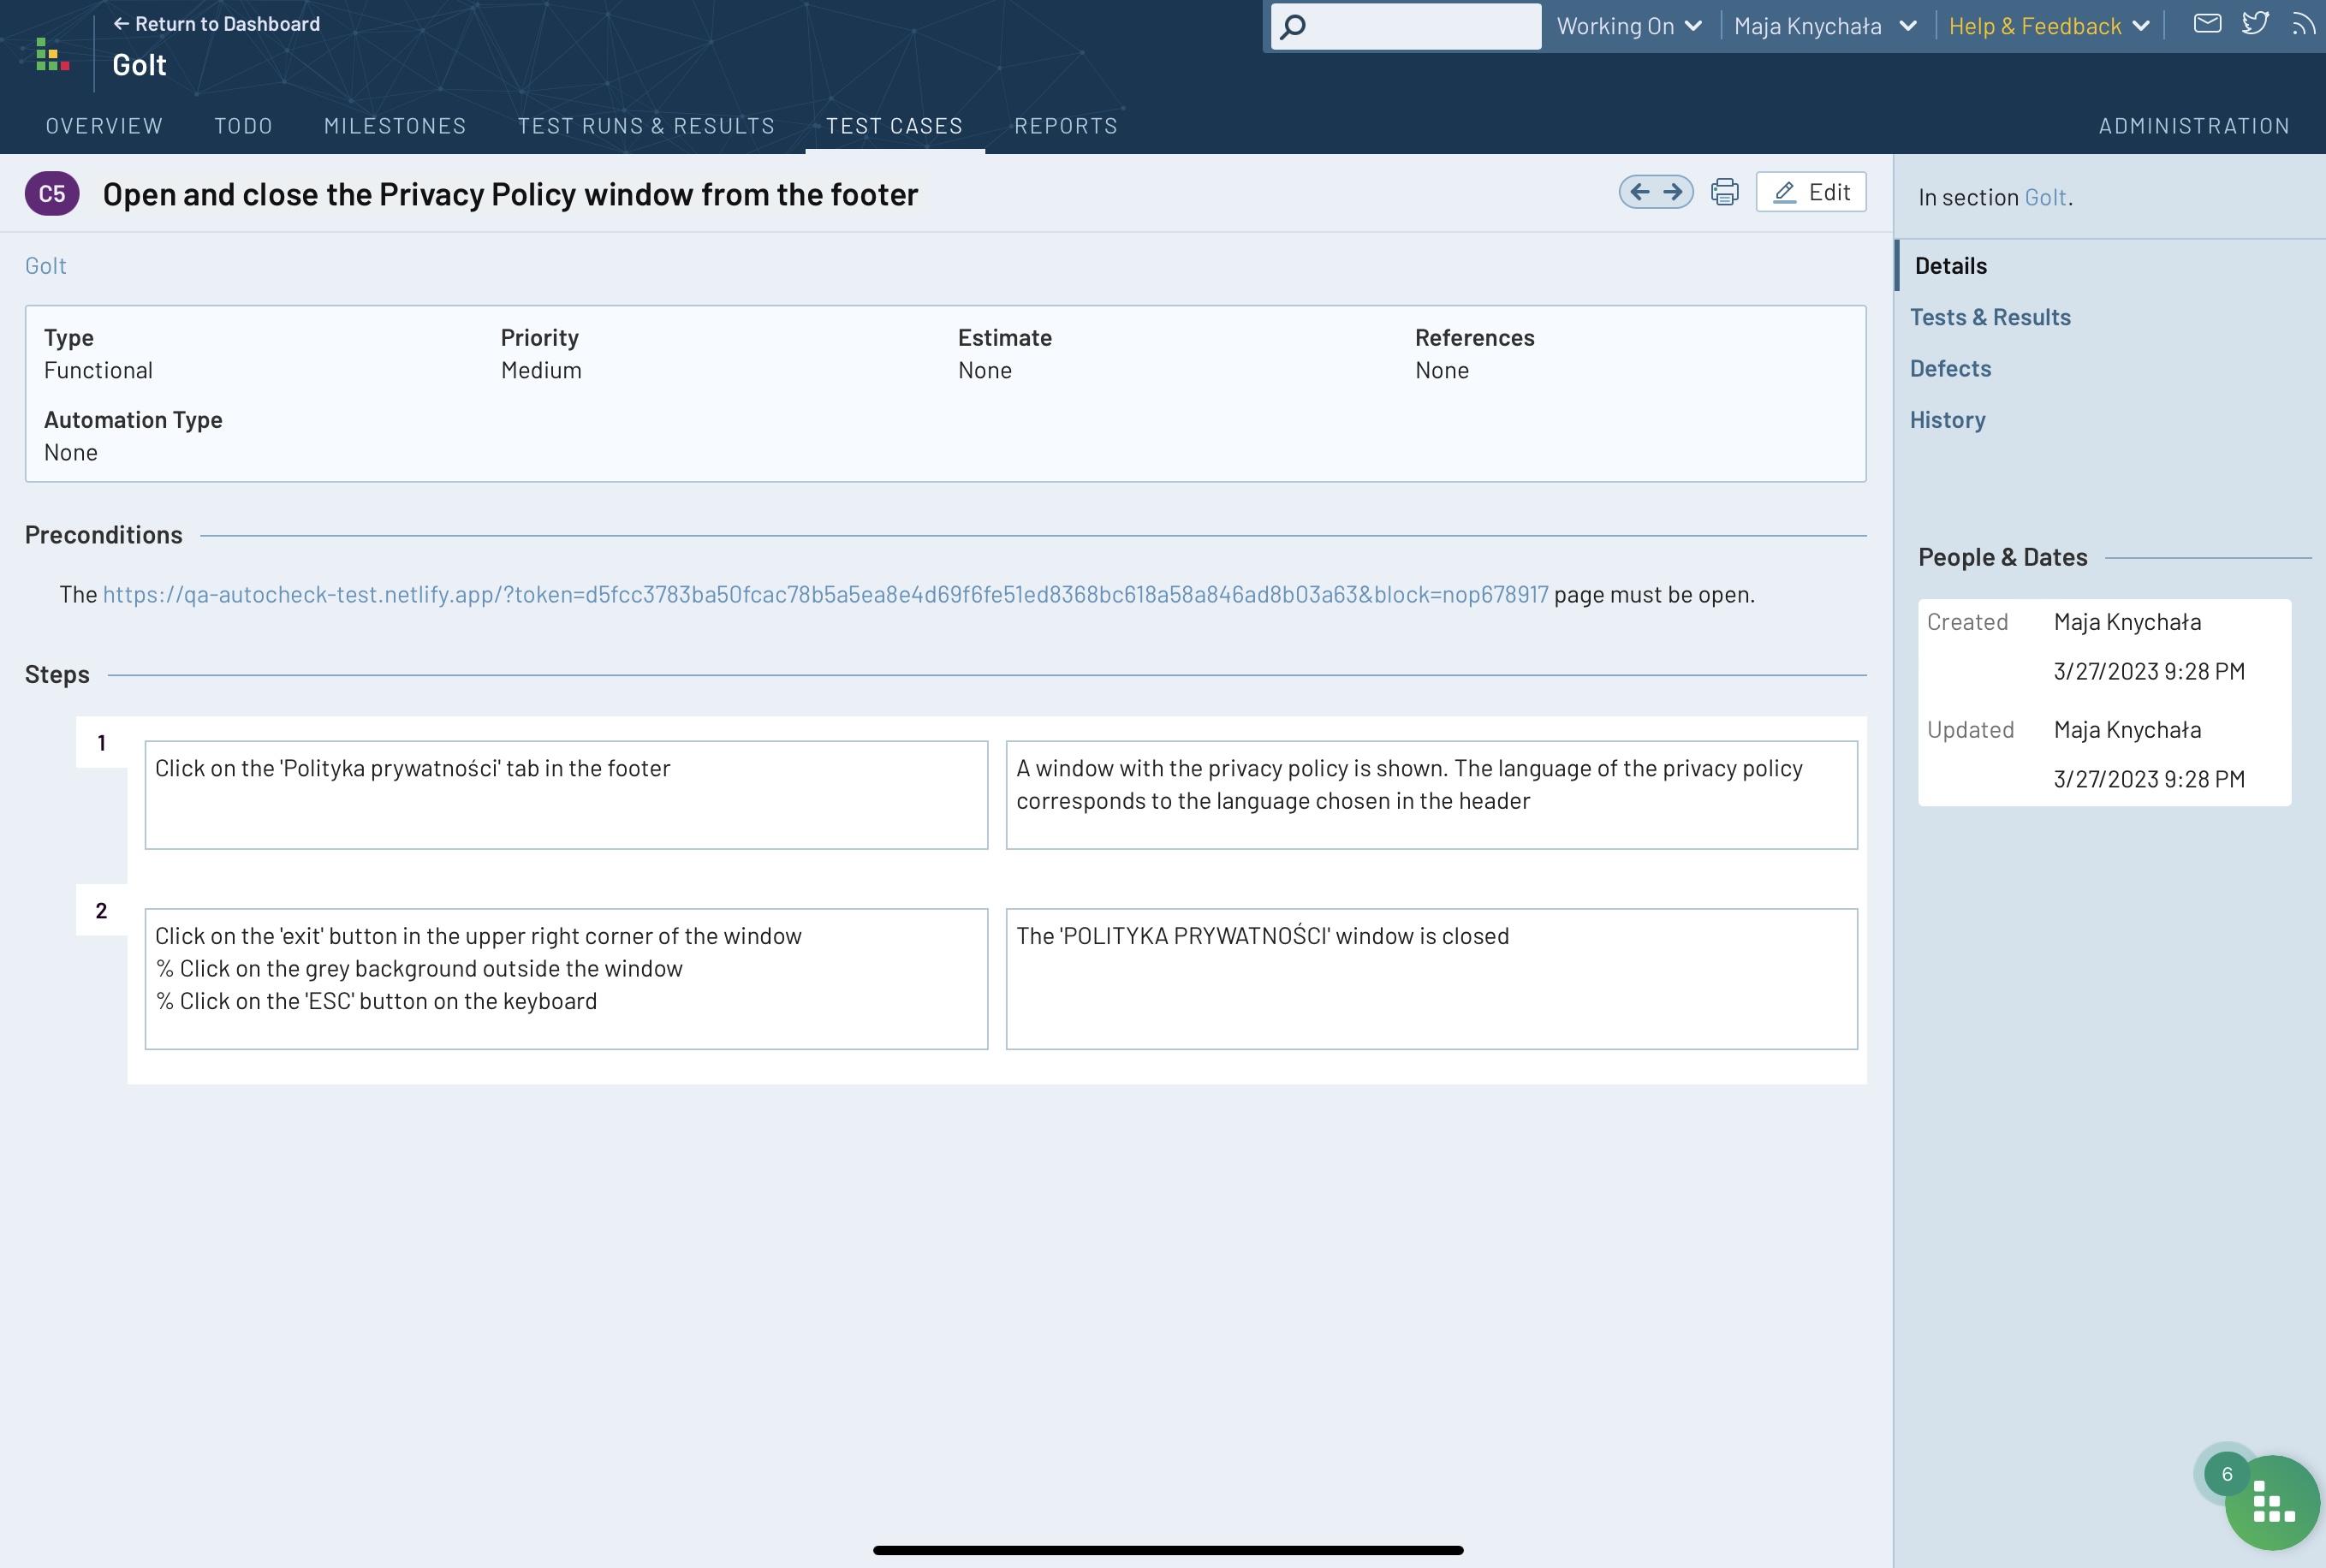 ← Return to Dashboard
GoIt
Working On
Maja Knychała
Help & Feedback
OVERVIEW
TODO
MILESTONES
TEST RUNS & RESULTS
TEST CASES
REPORTS
ADMINISTRATION
C5
Open and close the Privacy Policy window from the footer
Edit
GoIt
Type
Functional
Priority
Medium
Estimate
None
References
None
Automation Type
None
Preconditions
The https://qa-autocheck-test.netlify.app/?token=d5fcc3783ba50fcac78b5a5ea8e4d69f6fe51ed8368bc618a58a846ad8b03a63&block=nop678917 page must be open.
Steps
1
Click on the 'Polityka prywatności' tab in the footer
A window with the privacy policy is shown. The language of the privacy policy
corresponds to the language chosen in the header
2
Click on the 'exit' button in the upper right corner of the window
% Click on the grey background outside the window
% Click on the 'ESC' button on the keyboard
The 'POLITYKA PRYWATNOŚCI' window is closed
In section GoIt.
Details
Tests & Results
Defects
History
People & Dates
Created
Maja Knychała
3/27/2023 9:28 PM
Updated
Maja Knychała
3/27/2023 9:28 PM
6